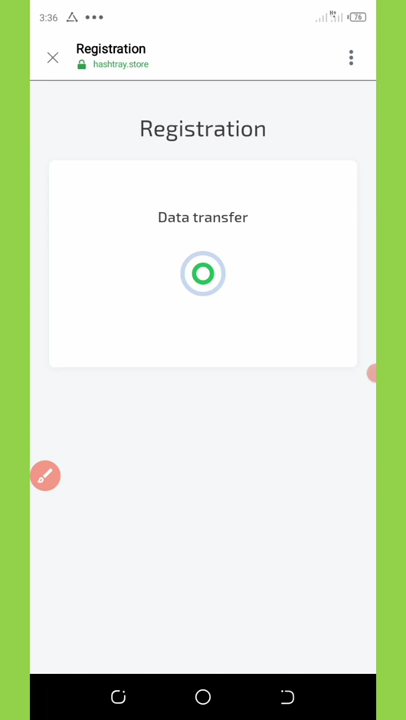 3:36
H+
76
Registration
hashtray.store
Registration
Data transfer